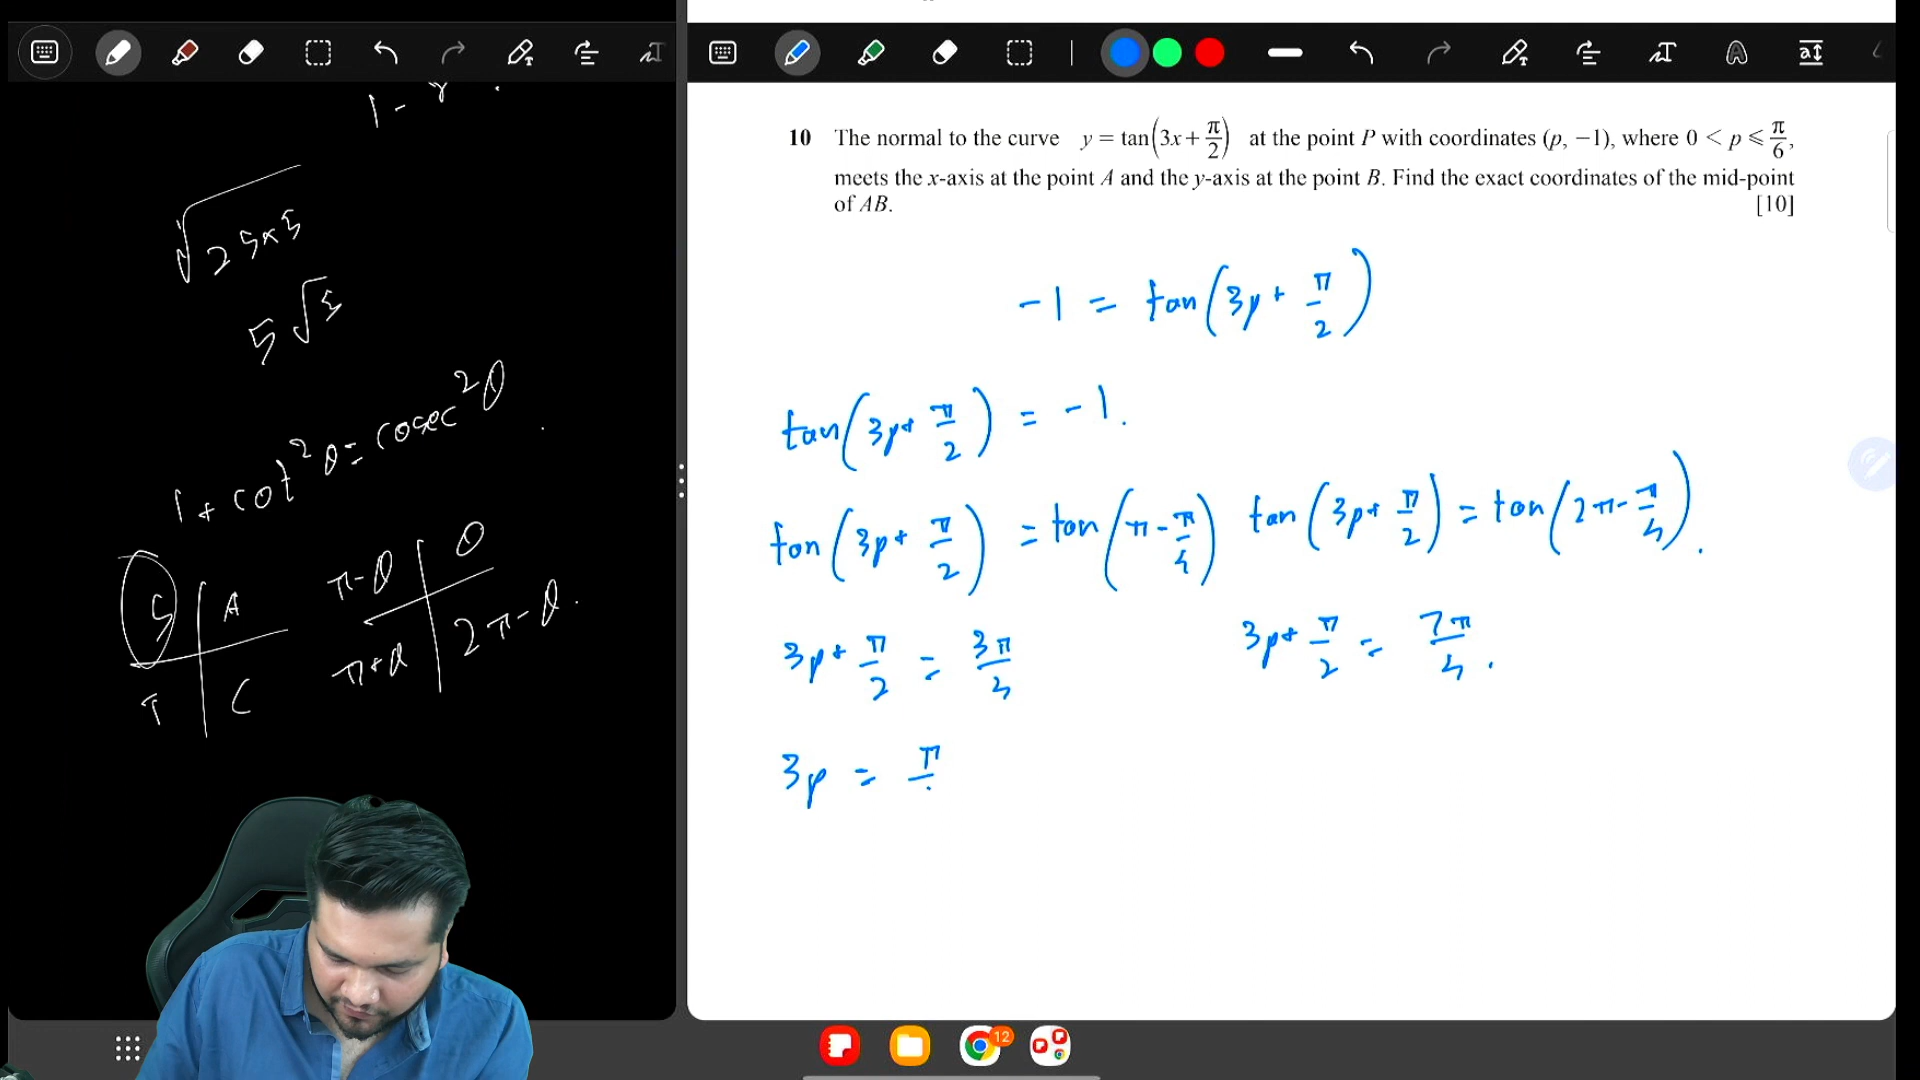 1 - r
√25×5
5√5
1 + cot²θ = cosec²θ
S | A
T | C
π-θ | θ
π+θ | 2π-θ.
10 The normal to the curve y = tan(3x + π/2) at the point P with coordinates (p, −1), where 0 < p ⩽ π/6,
meets the x-axis at the point A and the y-axis at the point B. Find the exact coordinates of the mid-point
of AB. [10]
-1 = tan(3p + π/2)
tan(3p + π/2) = -1.
tan(3p + π/2) = tan(π - π/4) tan(3p + π/2) = tan(2π - π/4).
3p + π/2 = 3π/4 3p + π/2 = 7π/4.
3p = π
12